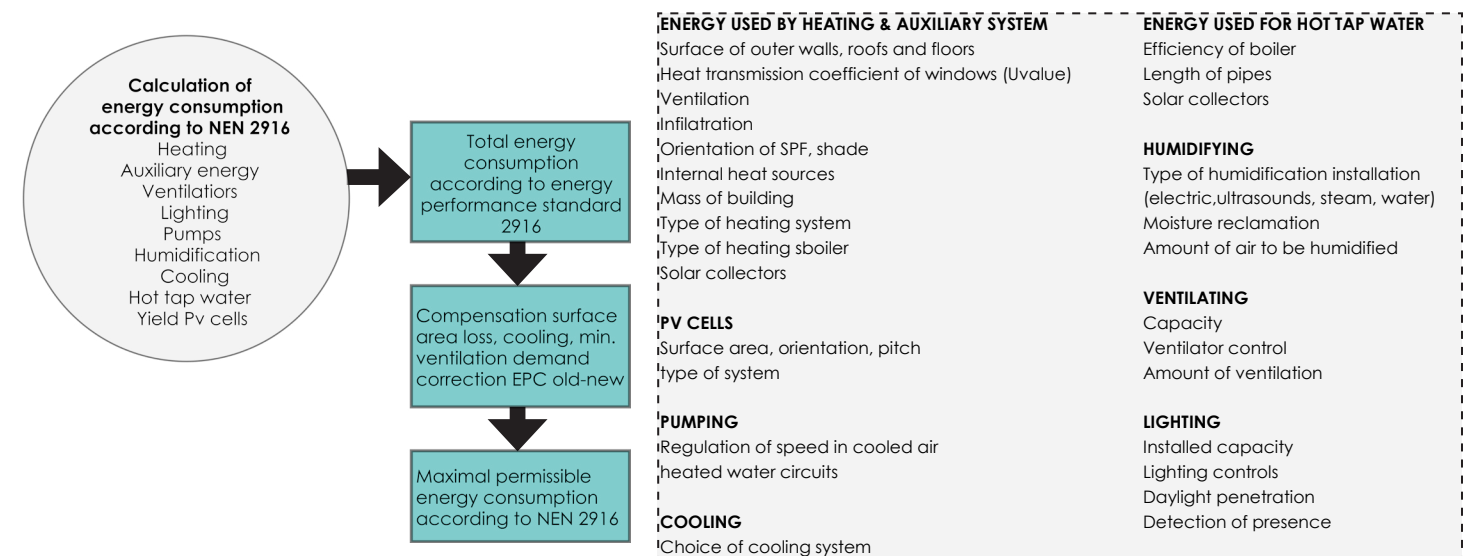 Calculation of
energy consumption
according to NEN 2916
Heating
Auxiliary energy
Ventilatiors
Lighting
Pumps
Humidification
Cooling
Hot tap water
Yield Pv cells
Total energy
consumption
according to energy
performance standard
2916
Compensation surface
area loss, cooling, min.
ventilation demand
correction EPC old-new
Maximal permissible
energy consumption
according to NEN 2916
ENERGY USED BY HEATING & AUXILIARY SYSTEM
Surface of outer walls, roofs and floors
Heat transmission coefficient of windows (Uvalue)
Ventilation
Infilatration
Orientation of SPF, shade
Internal heat sources
Mass of building
Type of heating system
Type of heating sboiler
Solar collectors
PV CELLS
Surface area, orientation, pitch
type of system
PUMPING
Regulation of speed in cooled air
heated water circuits
COOLING
Choice of cooling system
ENERGY USED FOR HOT TAP WATER
Efficiency of boiler
Length of pipes
Solar collectors
HUMIDIFYING
Type of humidification installation
(electric,ultrasounds, steam, water)
Moisture reclamation
Amount of air to be humidified
VENTILATING
Capacity
Ventilator control
Amount of ventilation
LIGHTING
Installed capacity
Lighting controls
Daylight penetration
Detection of presence